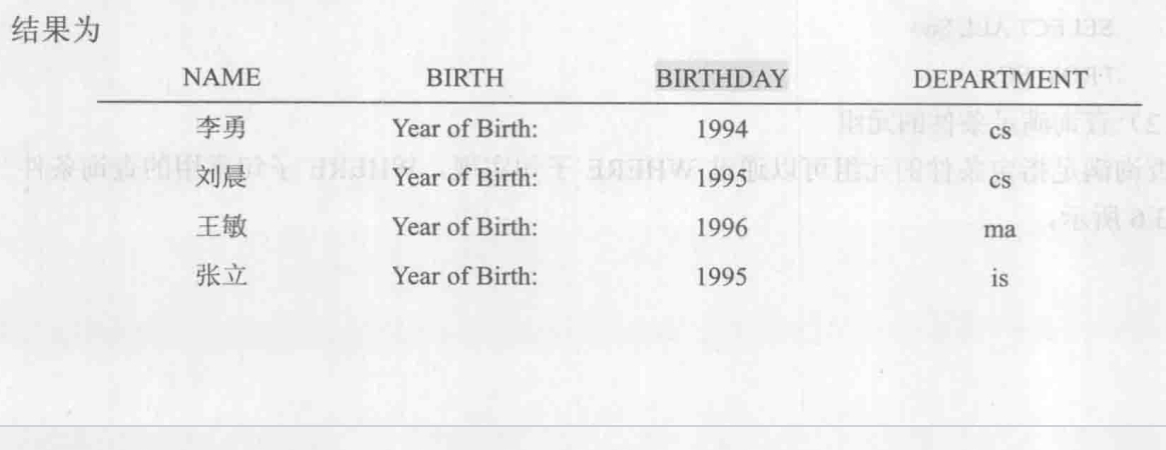 结果为
NAME BIRTH BIRTHDAY DEPARTMENT
李勇 Year of Birth: 1994 cs
刘晨 Year of Birth: 1995 cs
王敏 Year of Birth: 1996 ma
张立 Year of Birth: 1995 is